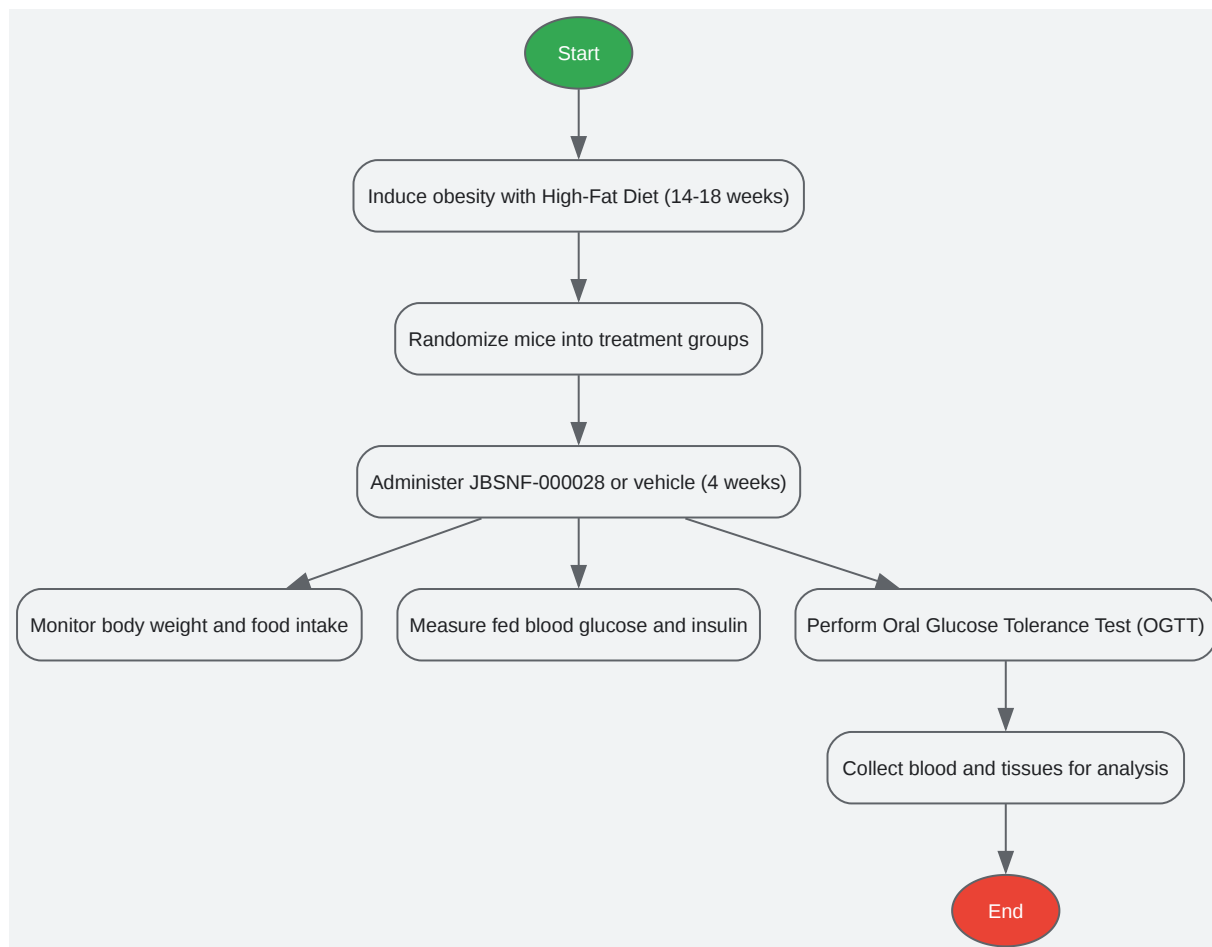 Start
Induce obesity with High-Fat Diet (14-18 weeks)
Randomize mice into treatment groups
Administer JBSNF-000028 or vehicle (4 weeks)
Monitor body weight and food intake
Measure fed blood glucose and insulin
Perform Oral Glucose Tolerance Test (OGTT)
Collect blood and tissues for analysis
End